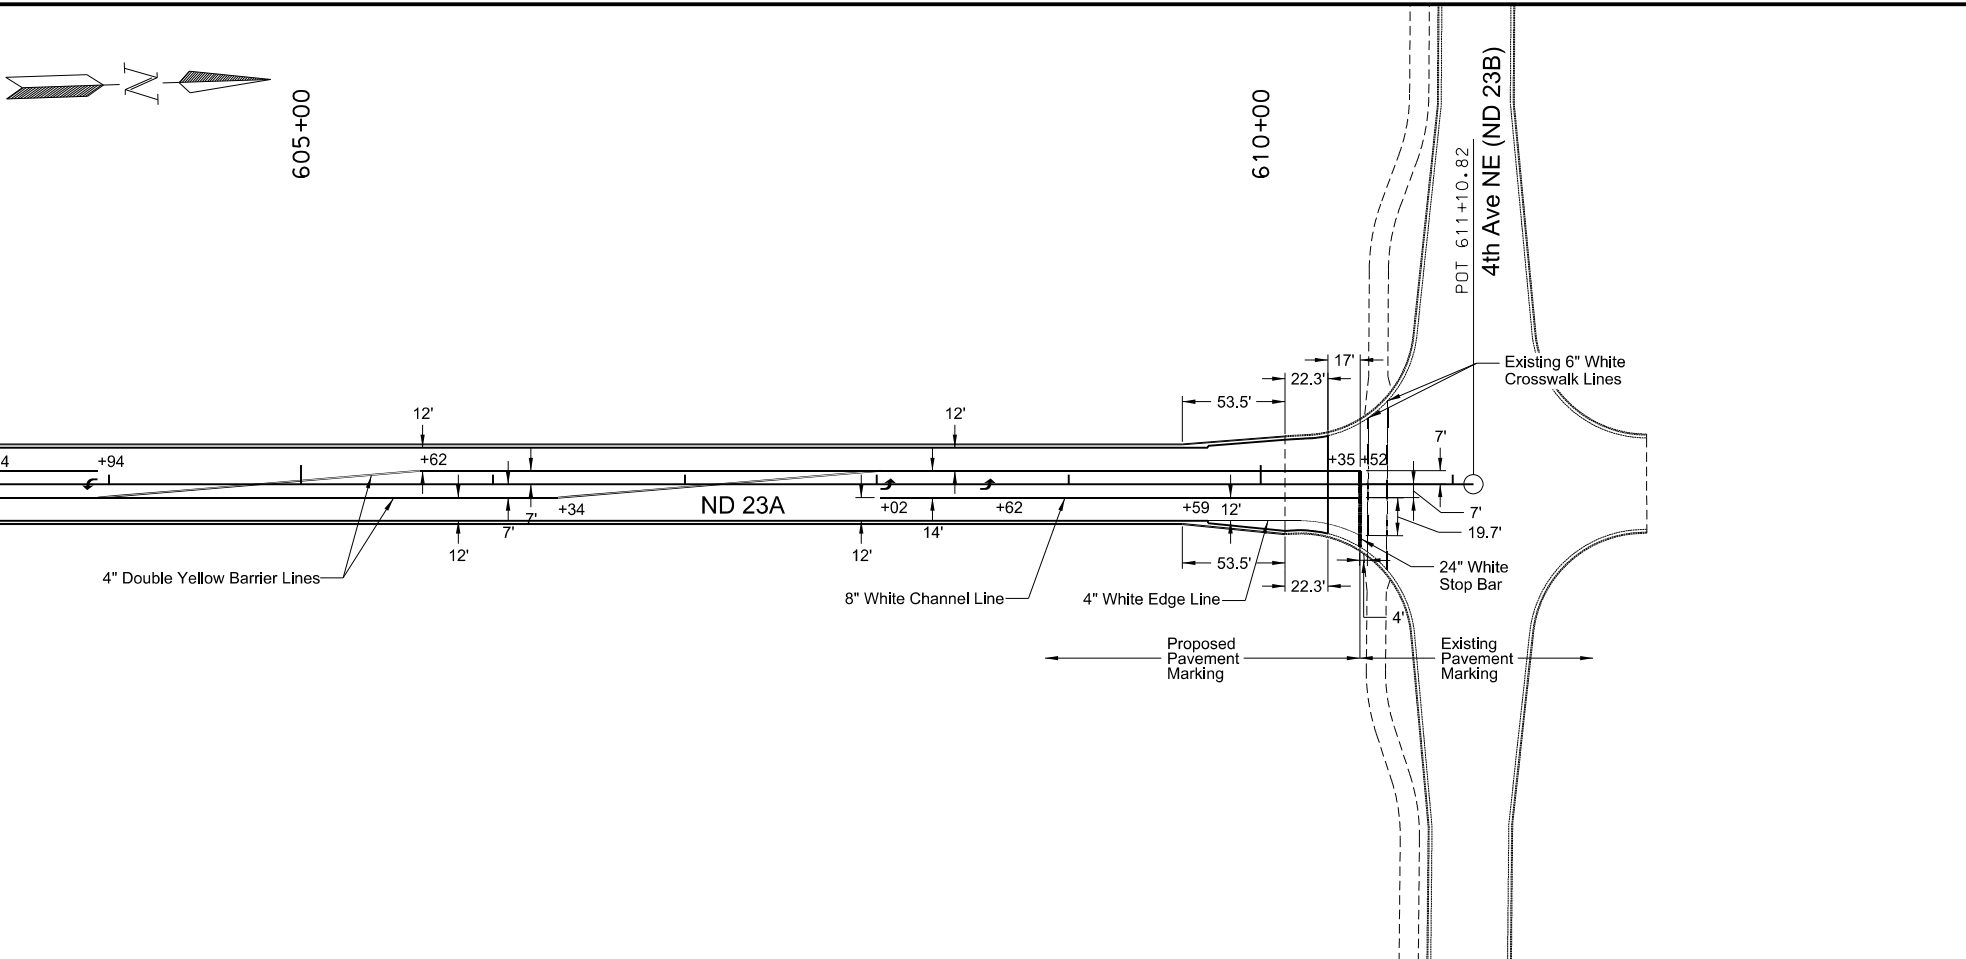 N
605+00
610+00
POT 611+10.82
4th Ave NE (ND 23B)
17'
22.3'
53.5'
Existing 6" White
Crosswalk Lines
12'
12'
7'
4
+94
+62
+35
+52
ND 23A
+34
+02
+62
+59
12'
7'
7'
7'
12'
12'
14'
19.7'
53.5'
22.3'
24" White
Stop Bar
4" Double Yellow Barrier Lines
8" White Channel Line
4" White Edge Line
4'
Proposed
Pavement
Marking
Existing
Pavement
Marking